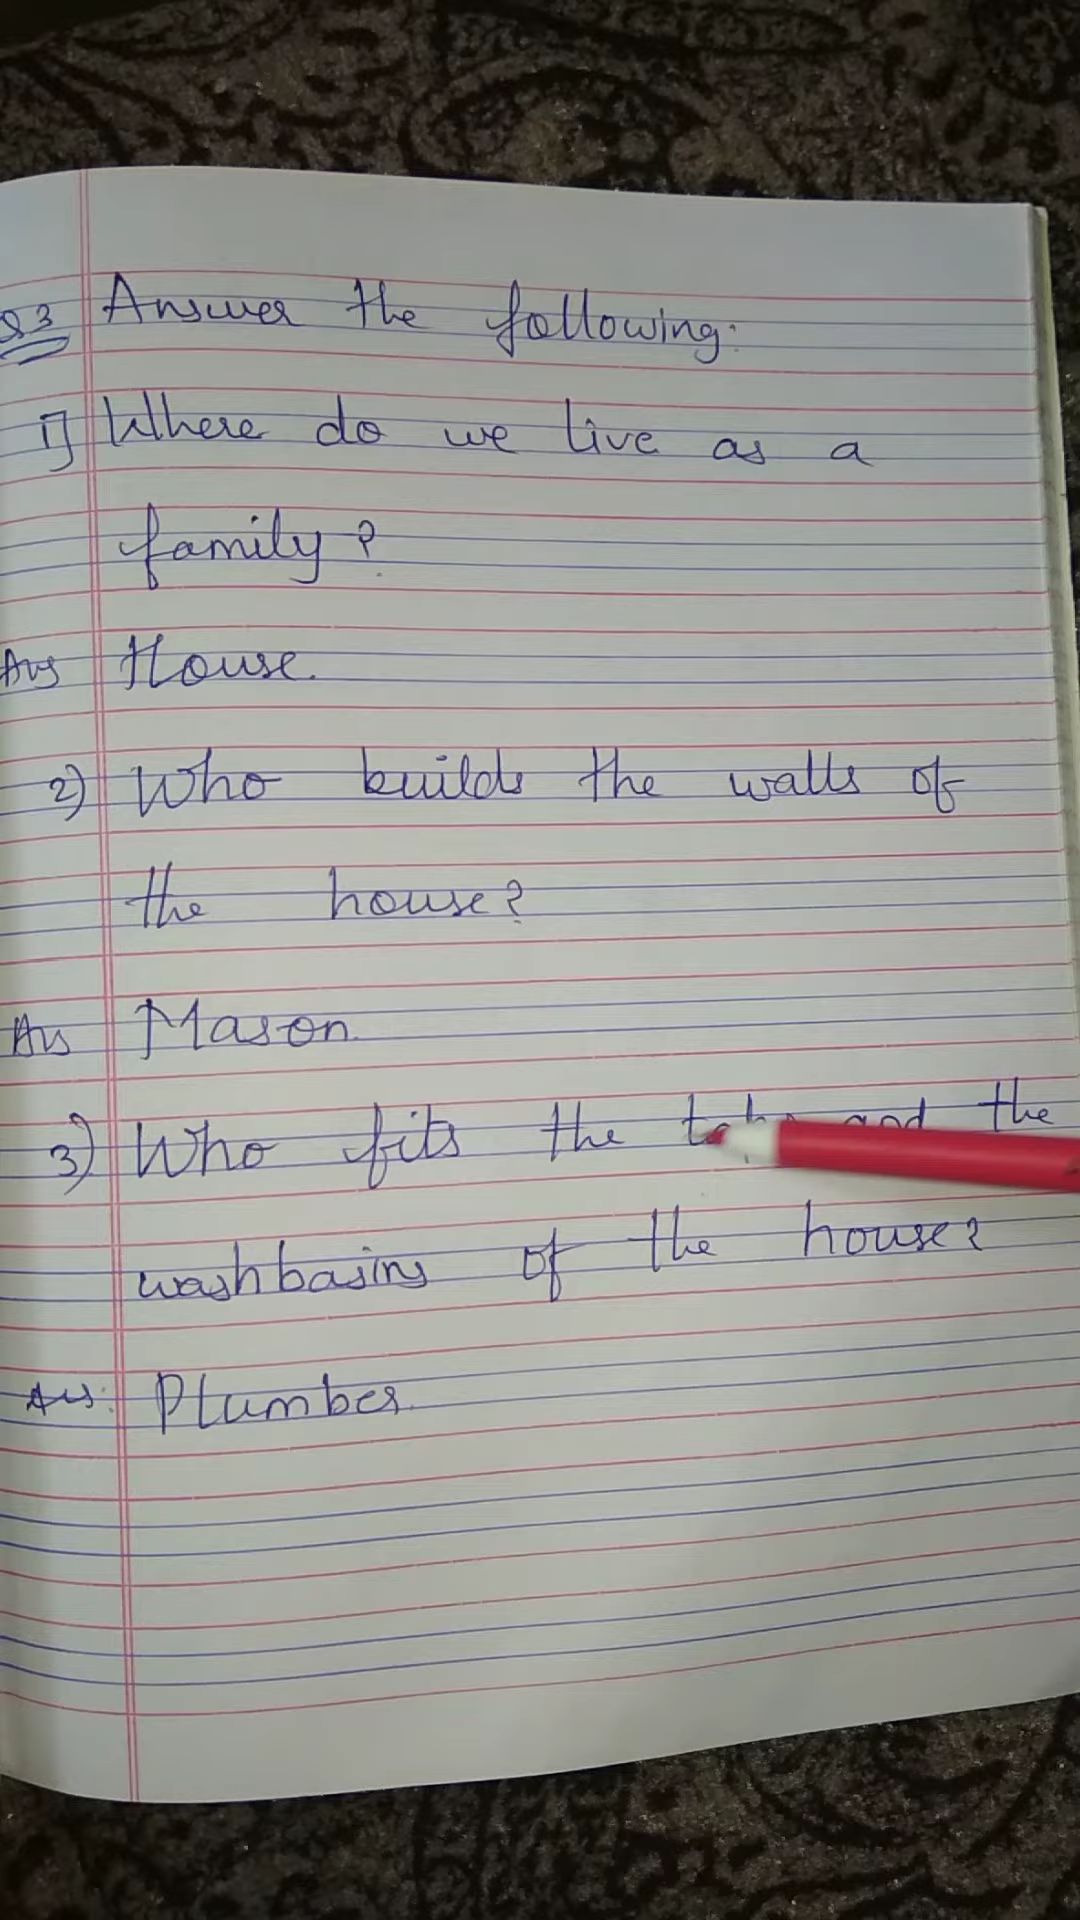 Q3 Answer the following:
1) Where do we live as a
family?
Ans House.
2) Who builds the walls of
the house?
Ans Mason.
3) Who fits the and the
washbasins of the house?
Ans: Plumber.